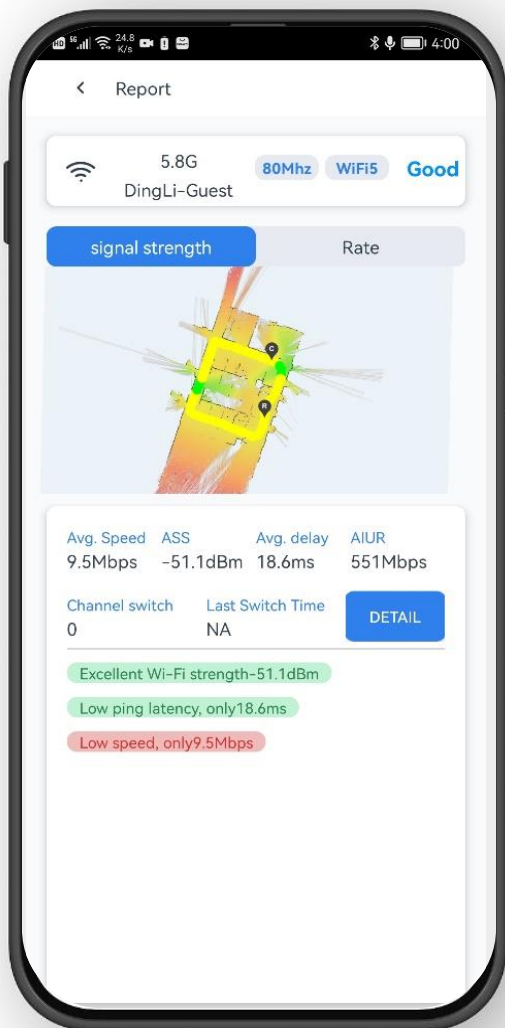 HD 5G 24.8 K/s 4:00
Report
5.8G 80Mhz WiFi5 Good
DingLi-Guest
signal strength Rate
C
R
Avg. Speed ASS Avg. delay AIUR
9.5Mbps -51.1dBm 18.6ms 551Mbps
Channel switch Last Switch Time DETAIL
0 NA
Excellent Wi-Fi strength-51.1dBm
Low ping latency, only18.6ms
Low speed, only9.5Mbps